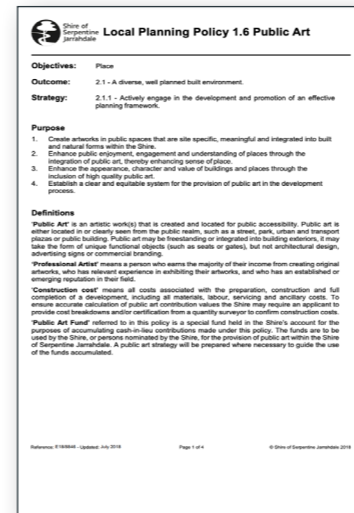 Shire of
Serpentine
Jarrahdale
Local Planning Policy 1.6 Public Art
Objectives: Place
Outcome: 2.1 - A diverse, well planned built environment.
Strategy: 2.1.1 - Actively engage in the development and promotion of an effective
planning framework.
Purpose
1. Create artworks in public spaces that are site specific, meaningful and integrated into built
and natural forms within the Shire.
2. Enhance public enjoyment, engagement and understanding of places through the
integration of public art, thereby enhancing sense of place.
3. Enhance the appearance, character and value of buildings and places through the
inclusion of high quality public art.
4. Establish a clear and equitable system for the provision of public art in the development
process.
Definitions
'Public Art' is an artistic work(s) that is created and located for public accessibility. Public art is
either located in or clearly seen from the public realm, such as a street, park, urban and transport
plazas or public building. Public art may be freestanding or integrated into building exteriors, it may
take the form of unique functional objects (such as seats or gates), but not architectural design,
advertising signs or commercial branding.
'Professional Artist' means a person who earns the majority of their income from creating original
artworks, who has relevant experience in exhibiting their artworks, and who has an established or
emerging reputation in their field.
'Construction cost' means all costs associated with the preparation, construction and full
completion of a development, including all materials, labour, servicing and ancillary costs. To
ensure accurate calculation of public art contribution values the Shire may require an applicant to
provide cost breakdowns and/or certification from a quantity surveyor to confirm construction costs.
'Public Art Fund' referred to in this policy is a special fund held in the Shire's account for the
purposes of accumulating cash-in-lieu contributions made under this policy. The funds are to be
used by the Shire, or persons nominated by the Shire, for the provision of public art within the Shire
of Serpentine Jarrahdale. A public art strategy will be prepared where necessary to guide the use
of the funds accumulated.
Reference: - Updated: July 2018 Page 1 of 4 © Shire of Serpentine Jarrahdale 2018